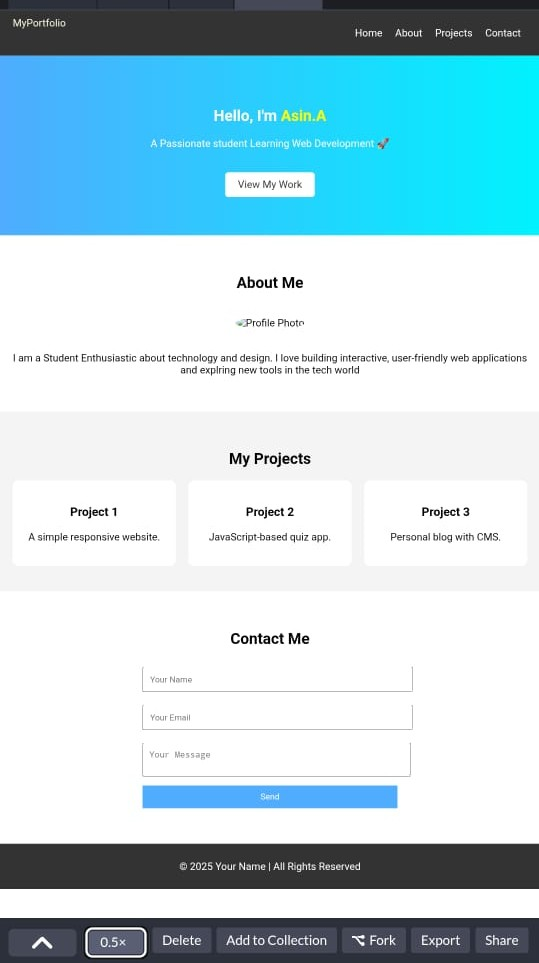 MyPortfolio
Home About Projects Contact
Hello, I'm Asin.A
A Passionate student Learning Web Development 🚀
View My Work
About Me
Profile Photo
I am a Student Enthusiastic about technology and design. I love building interactive, user-friendly web applications
and explring new tools in the tech world
My Projects
Project 1
A simple responsive website.
Project 2
JavaScript-based quiz app.
Project 3
Personal blog with CMS.
Contact Me
Your Name
Your Email
Your Message
Send
© 2025 Your Name | All Rights Reserved
0.5× Delete Add to Collection Fork Export Share